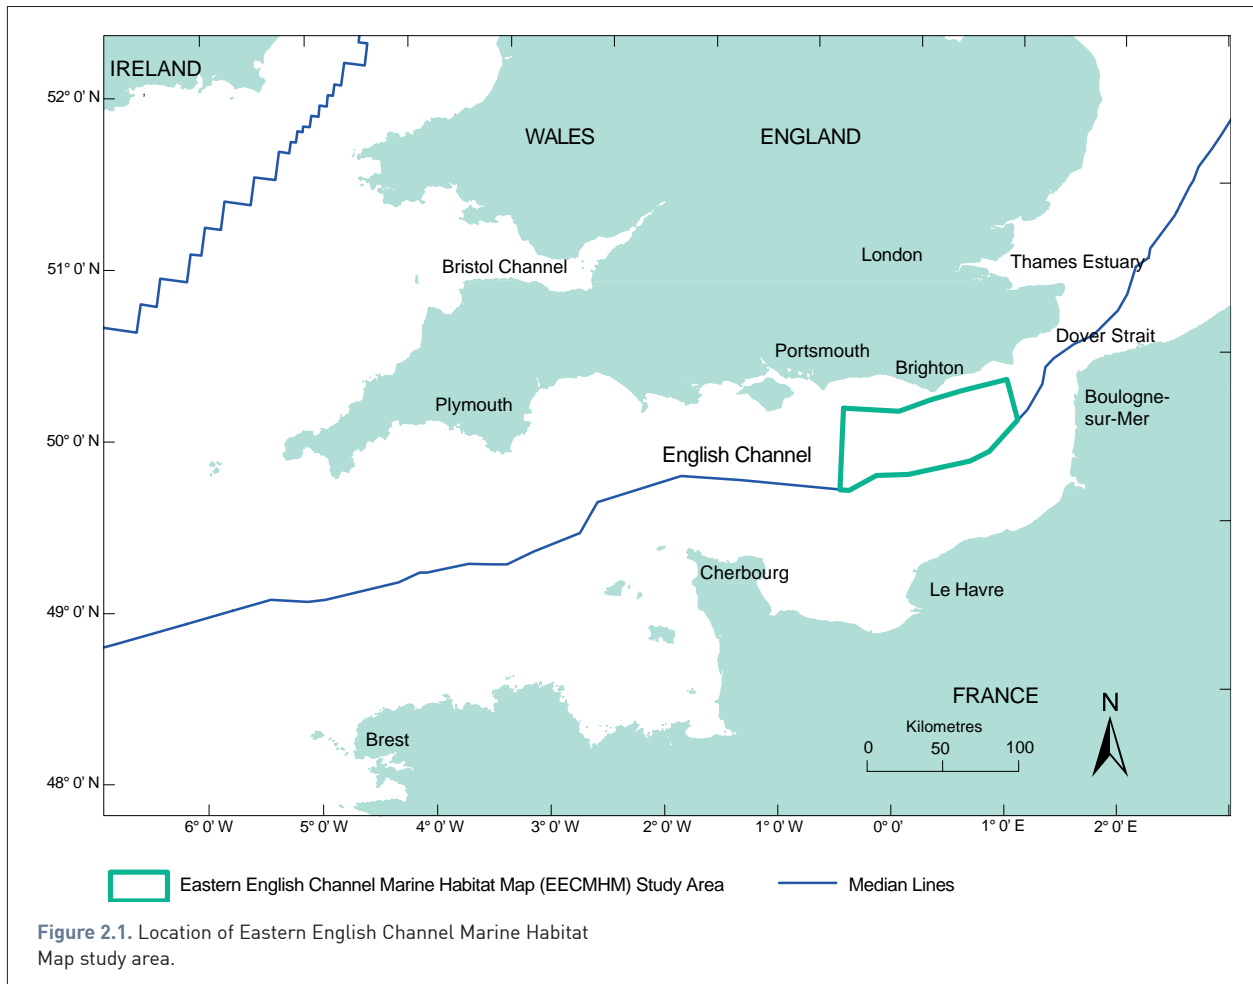 IRELAND
52° 0' N
WALES
ENGLAND
London
51° 0' N
Bristol Channel
Thames Estuary
Dover Strait
Portsmouth
Brighton
Boulogne-
sur-Mer
Plymouth
50° 0' N
English Channel
Cherbourg
Le Havre
49° 0' N
FRANCE
N
Kilometres
Brest
0 50 100
48° 0' N
6° 0' W 5° 0' W 4° 0' W 3° 0' W 2° 0' W 1° 0' W 0° 0' 1° 0' E 2° 0' E
Eastern English Channel Marine Habitat Map (EECMHM) Study Area
Median Lines
Figure 2.1. Location of Eastern English Channel Marine Habitat
Map study area.